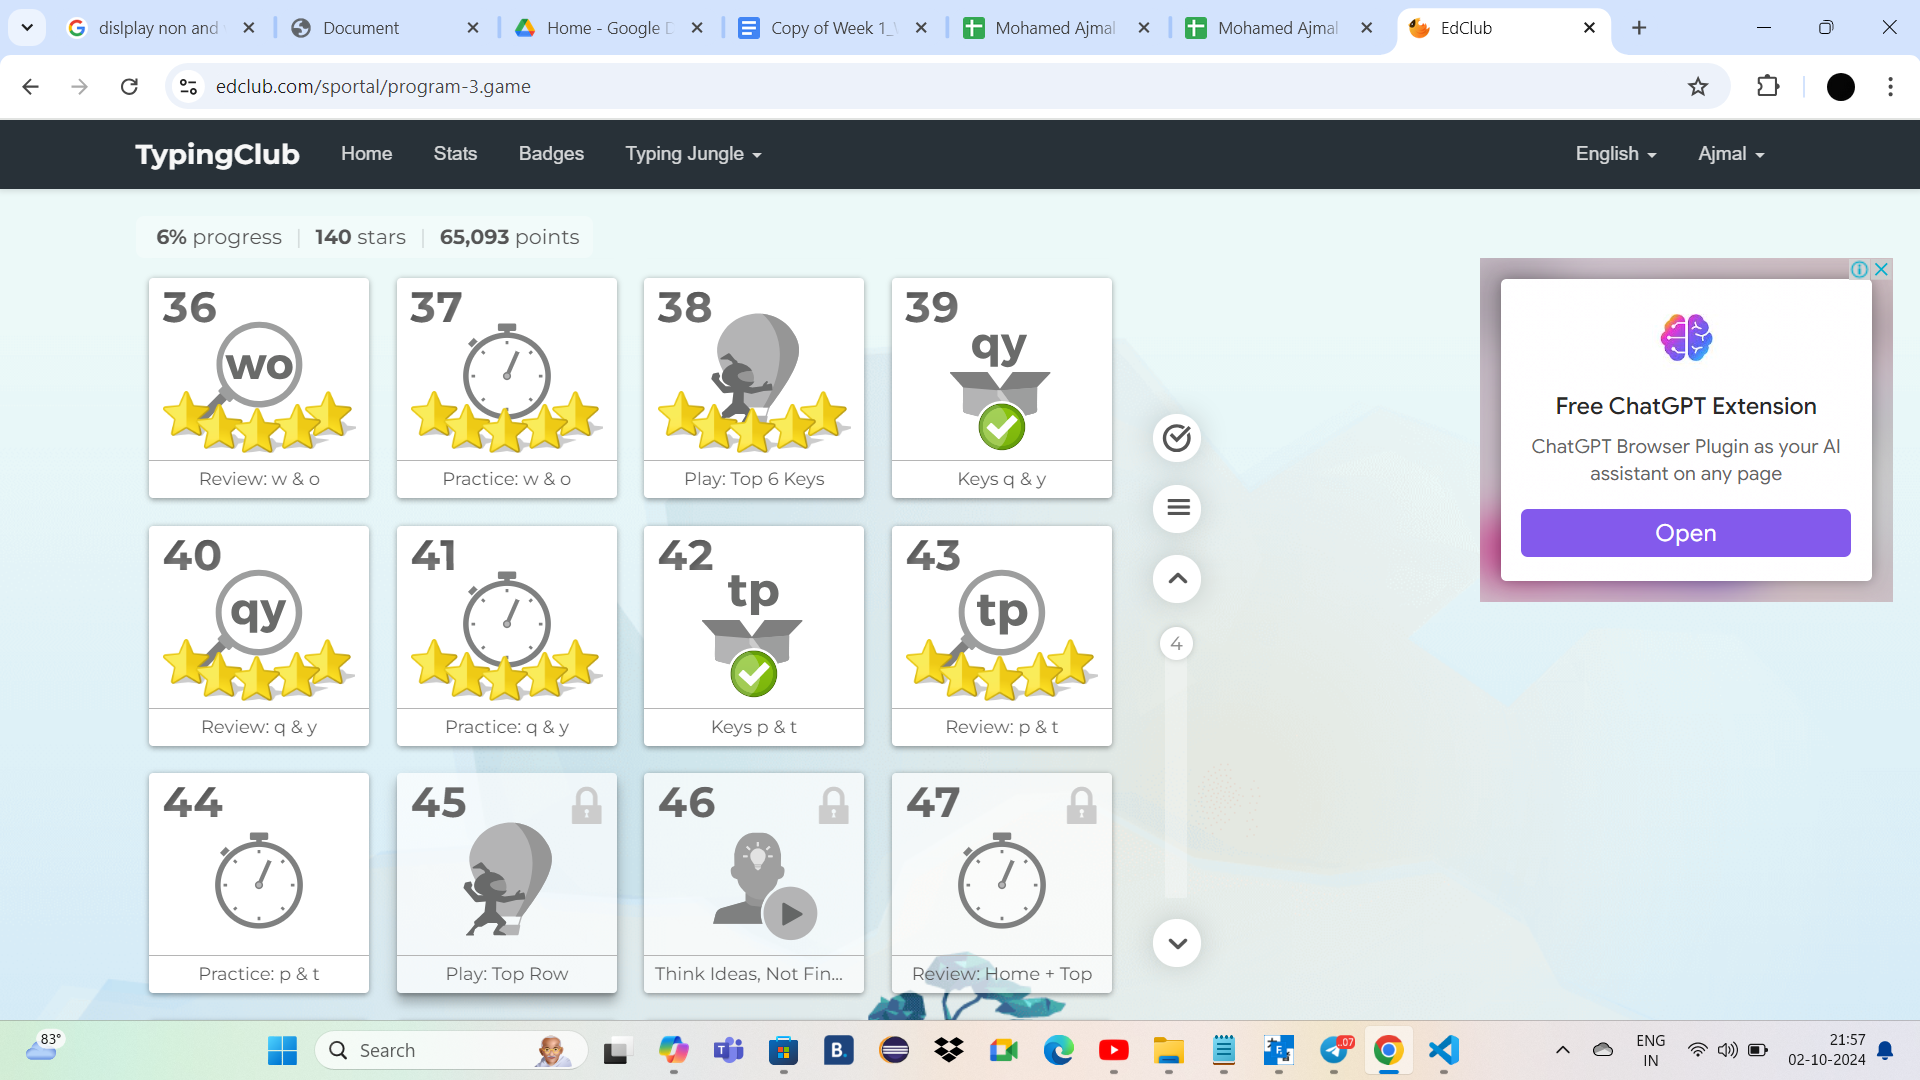 dislplay non and
Document
Home - Google D
Copy of Week 1_
Mohamed Ajmal
Mohamed Ajmal
EdClub
edclub.com/sportal/program-3.game
TypingClub
Home
Stats
Badges
Typing Jungle
English
Ajmal
6% progress | 140 stars | 65,093 points
36
wo
Review: w & o
37
Practice: w & o
38
Play: Top 6 Keys
39
qy
Keys q & y
40
qy
Review: q & y
41
Practice: q & y
42
tp
Keys p & t
43
tp
Review: p & t
44
Practice: p & t
45
Play: Top Row
46
Think Ideas, Not Fin...
47
Review: Home + Top
4
Free ChatGPT Extension
ChatGPT Browser Plugin as your AI
assistant on any page
Open
83°
Search
B.
.07
ENG
IN
21:57
02-10-2024